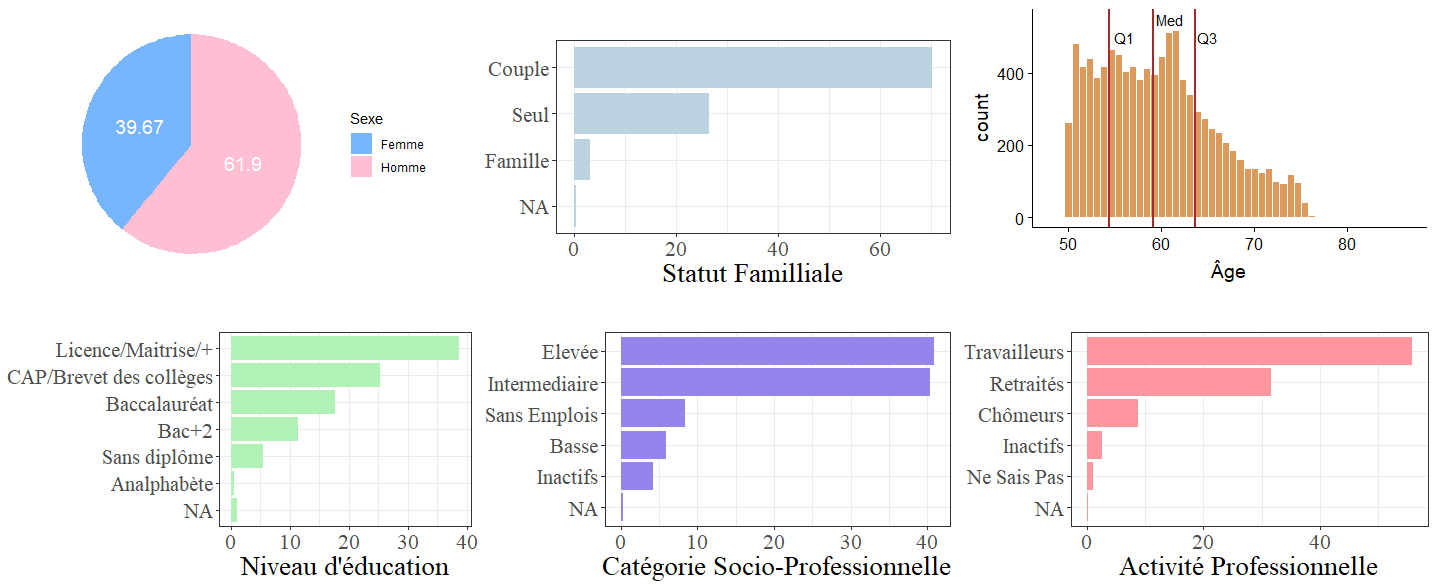 39.67
61.9
Sexe
Femme
Homme
Couple
Seul
Famille
NA
0 20 40 60
Statut Familliale
Med
Q1 Q3
400
200
0
count
50 60 70 80
Âge
Licence/Maitrise/+
CAP/Brevet des collèges
Baccalauréat
Bac+2
Sans diplôme
Analphabète
NA
0 10 20 30 40
Niveau d'éducation
Elevée
Intermediaire
Sans Emplois
Basse
Inactifs
NA
0 10 20 30 40
Catégorie Socio-Professionnelle
Travailleurs
Retraités
Chômeurs
Inactifs
Ne Sais Pas
NA
0 20 40
Activité Professionnelle